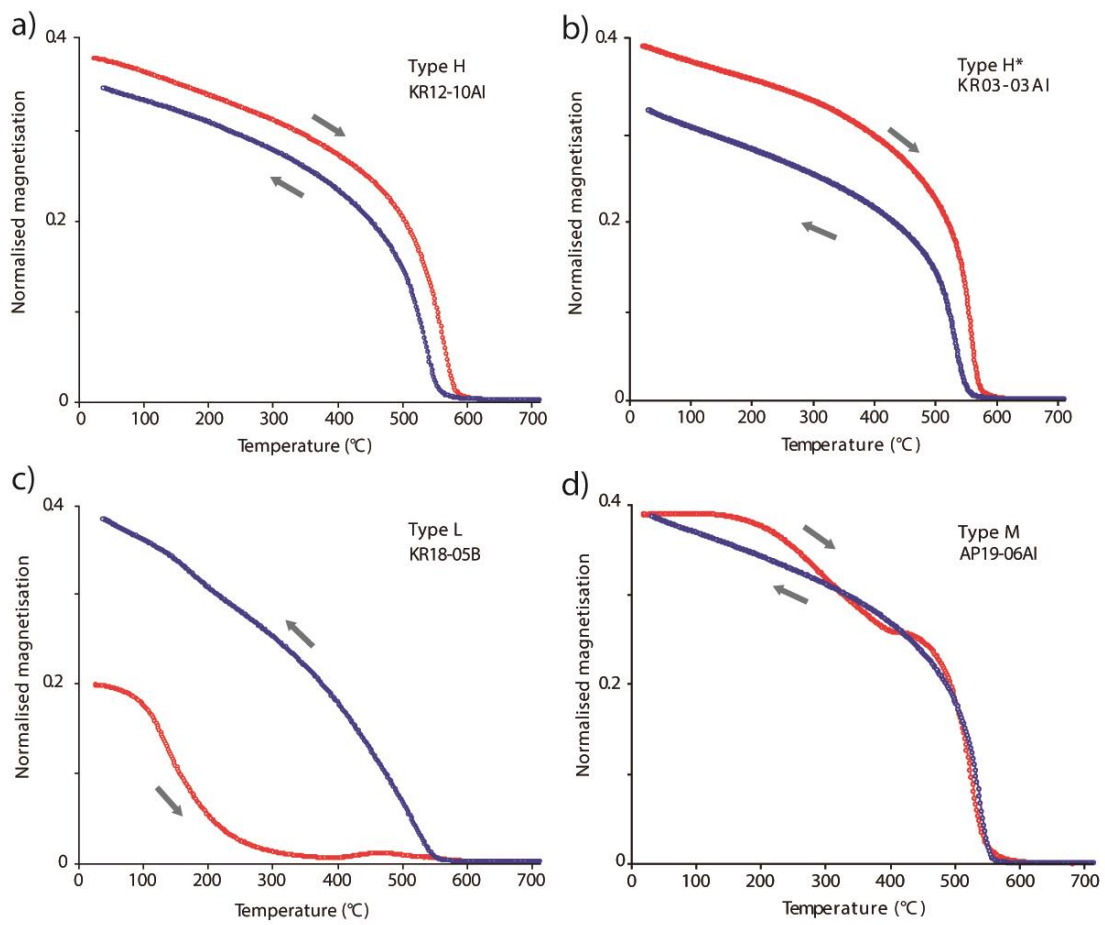 a)
Type H
KR12-10AI
Normalised magnetisation
0.4
0.2
0
0 100 200 300 400 500 600 700
Temperature (°C)
b)
Type H*
KR03-03AI
Normalised magnetisation
0.4
0.2
0
0 100 200 300 400 500 600 700
Temperature (°C)
c)
Type L
KR18-05B
Normalised magnetisation
0.4
0.2
0
0 100 200 300 400 500 600 700
Temperature (°C)
d)
Type M
AP19-06AI
Normalised magnetisation
0.4
0.2
0
0 100 200 300 400 500 600 700
Temperature (°C)